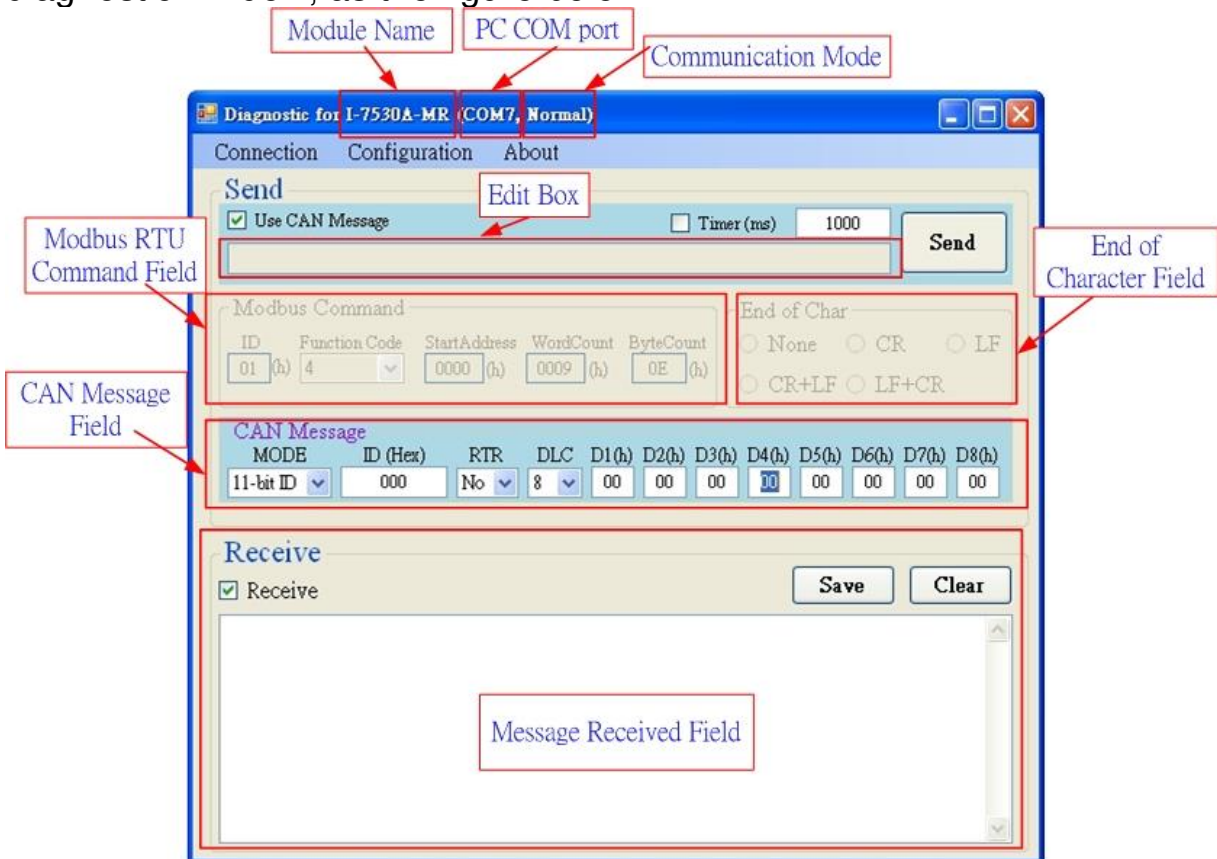 Module Name
PC COM port
Communication Mode
Diagnostic for I-7530A-MR (COM7, Normal)
Connection Configuration About
Send
Edit Box
Use CAN Message
Timer (ms)
1000
Send
Modbus RTU
Command Field
End of
Character Field
Modbus Command
ID Function Code StartAddress WordCount ByteCount
01 (h) 4 0000 (h) 0009 (h) 0E (h)
End of Char
None CR LF
CR+LF LF+CR
CAN Message
Field
CAN Message
MODE ID (Hex) RTR DLC D1(h) D2(h) D3(h) D4(h) D5(h) D6(h) D7(h) D8(h)
11-bit ID 000 No 8 00 00 00 00 00 00 00 00
Receive
Receive
Save
Clear
Message Received Field